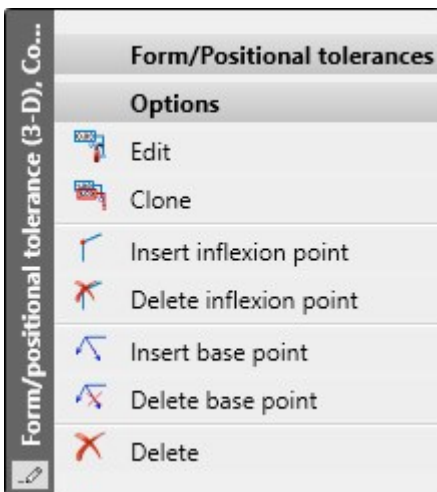 Form/positional tolerance (3-D), Co...
Form/Positional tolerances
Options
Edit
Clone
Insert inflexion point
Delete inflexion point
Insert base point
Delete base point
Delete